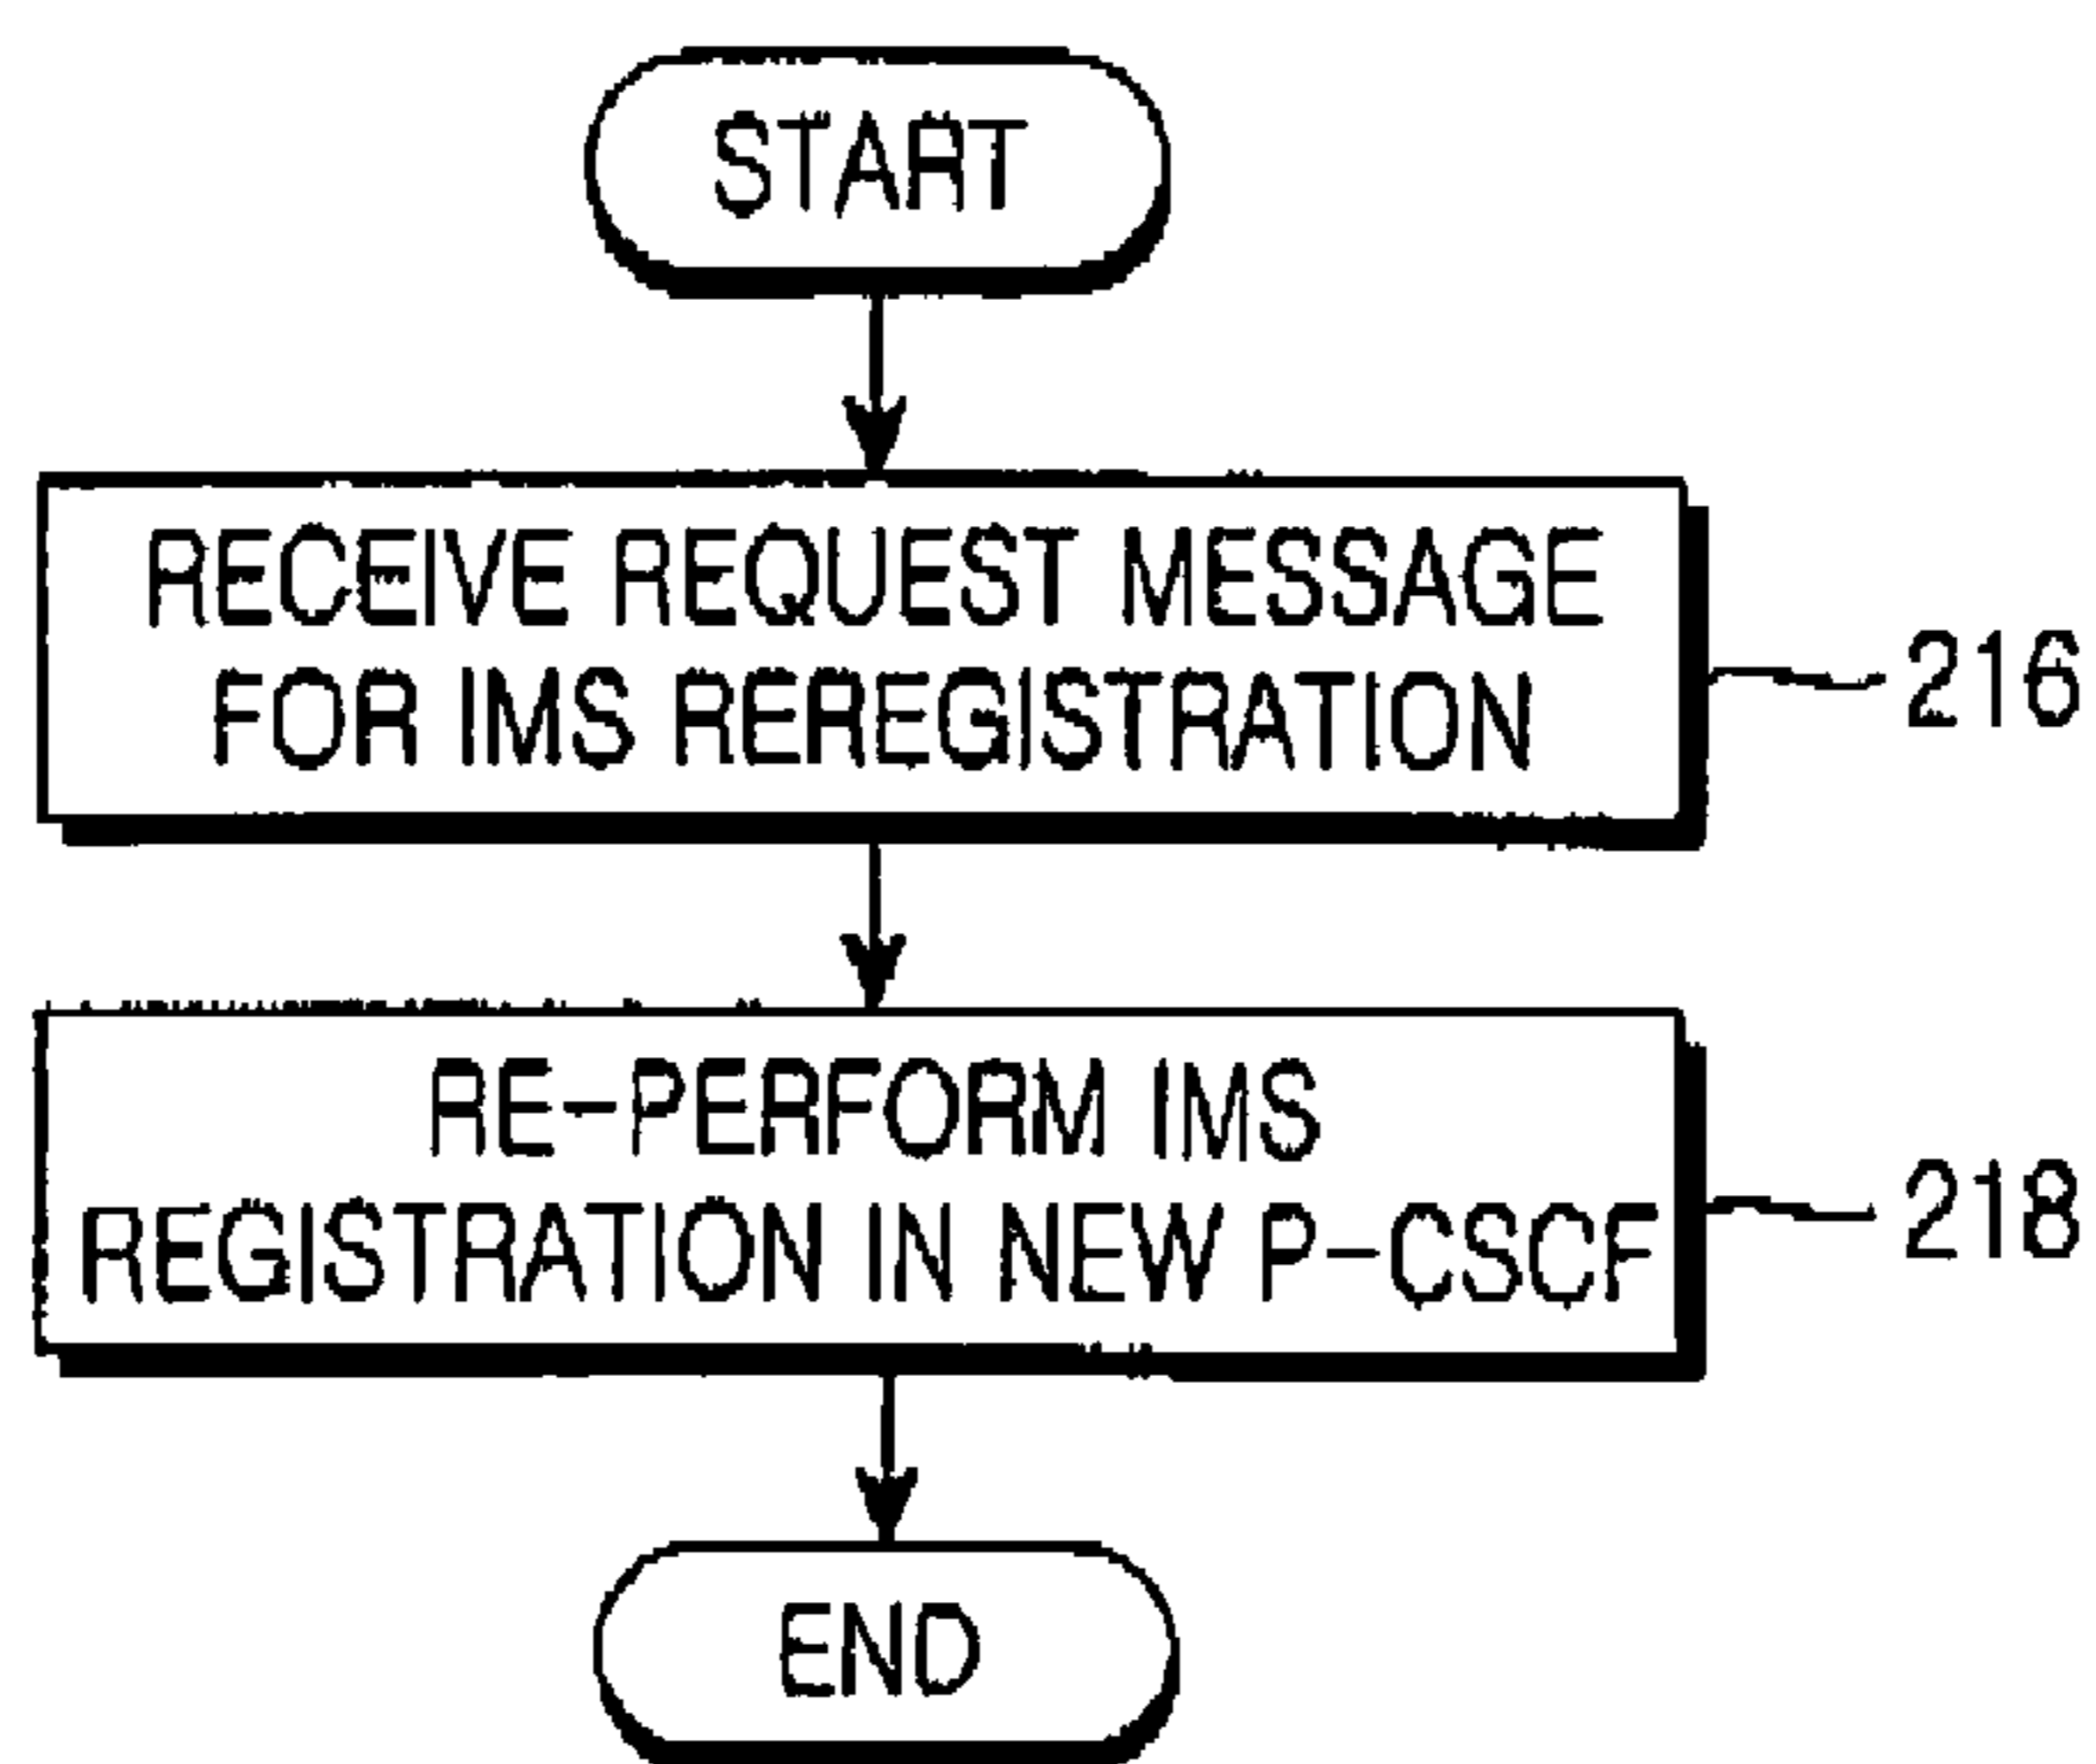 START
RECEIVE REQUEST MESSAGE
FOR IMS REREGISTRATION
216
RE-PERFORM IMS
REGISTRATION IN NEW P-CSCF
218
END